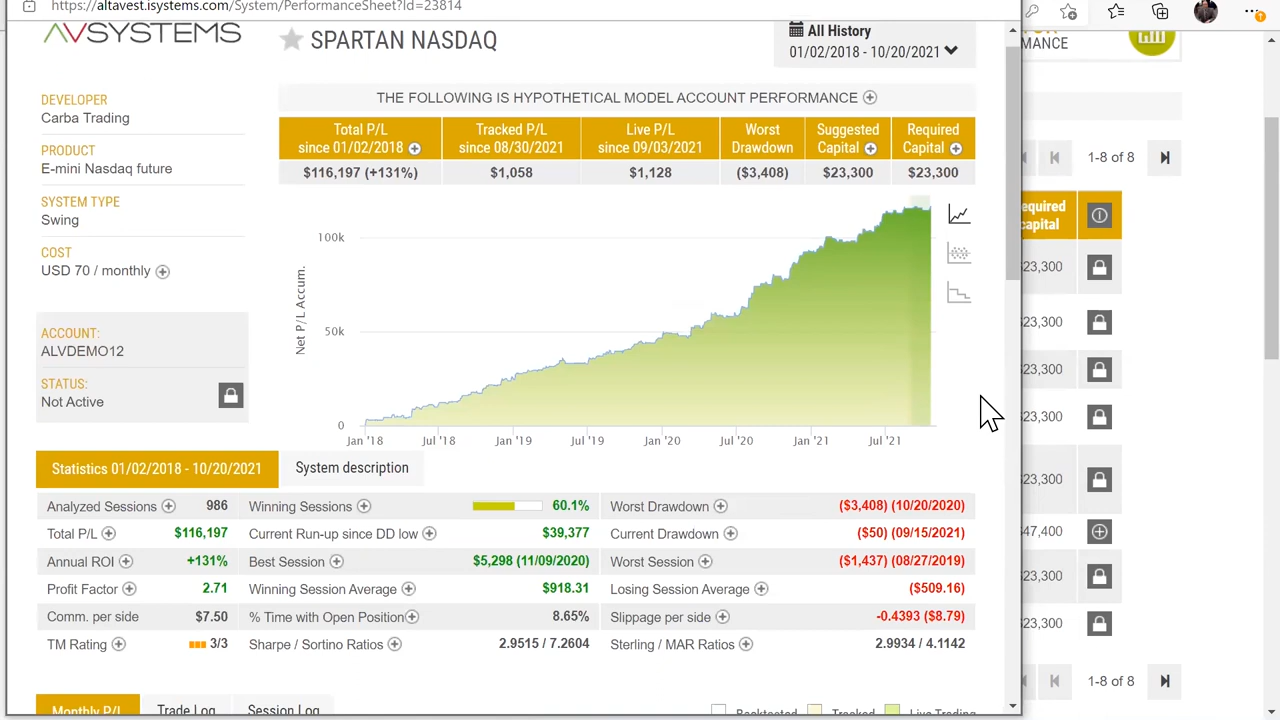 https://altavest.isystems.com/System/PerformanceSheet?Id=23814
AVSYSTEMS
SPARTAN NASDAQ
All History
01/02/2018 - 10/20/2021
MANCE
DEVELOPER
Carba Trading
PRODUCT
E-mini Nasdaq future
SYSTEM TYPE
Swing
COST
USD 70 / monthly
ACCOUNT:
ALVDEMO12
STATUS:
Not Active
THE FOLLOWING IS HYPOTHETICAL MODEL ACCOUNT PERFORMANCE
Total P/L since 01/02/2018
Tracked P/L since 08/30/2021
Live P/L since 09/03/2021
Worst Drawdown
Suggested Capital
Required Capital
$116,197 (+131%) $1,058 $1,128 ($3,408) $23,300 $23,300
Net P/L Accum.
100k
50k
0
Jan '18 Jul '18 Jan '19 Jul '19 Jan '20 Jul '20 Jan '21 Jul '21
Statistics 01/02/2018 - 10/20/2021 System description
Analyzed Sessions 986 Winning Sessions 60.1% Worst Drawdown ($3,408) (10/20/2020)
Total P/L $116,197 Current Run-up since DD low $39,377 Current Drawdown ($50) (09/15/2021)
Annual ROI +131% Best Session $5,298 (11/09/2020) Worst Session ($1,437) (08/27/2019)
Profit Factor 2.71 Winning Session Average $918.31 Losing Session Average ($509.16)
Comm. per side $7.50 % Time with Open Position 8.65% Slippage per side -0.4393 ($8.79)
TM Rating 3/3 Sharpe / Sortino Ratios 2.9515 / 7.2604 Sterling / MAR Ratios 2.9934 / 4.1142
Monthly P/L Trade Log Session Log Backtested Tracked Live Trading
1-8 of 8
equired
capital
23,300
23,300
23,300
23,300
23,300
47,400
23,300
23,300
1-8 of 8